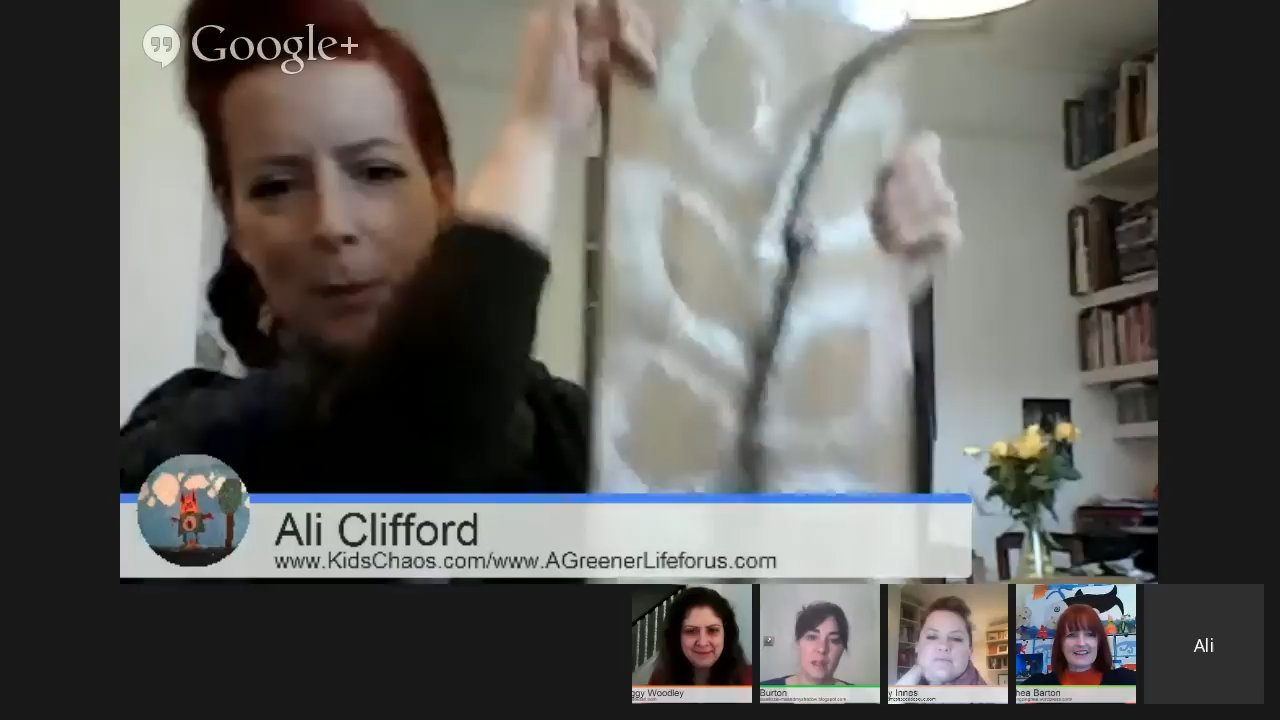 Google+
Ali Clifford
www.KidsChaos.com/www.AGreenerLifeforus.com
ggy Woodley
Burton
y Innes
hea Barton
Ali